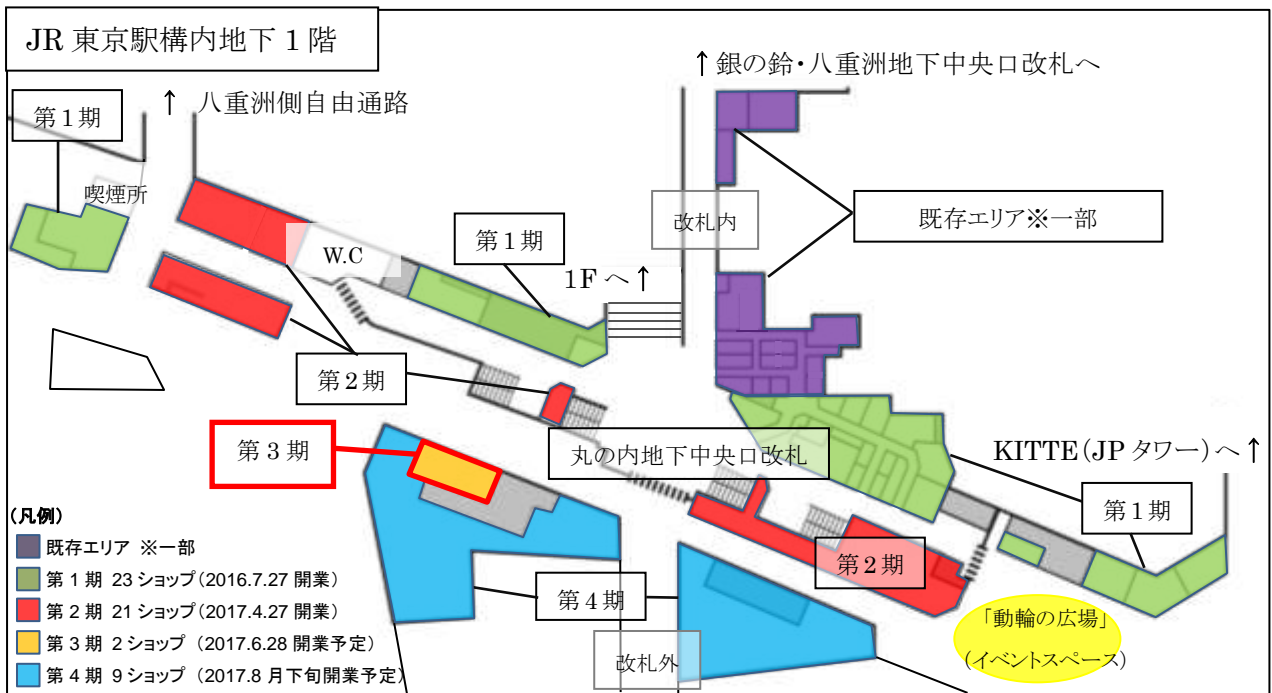 JR 東京駅構内地下 1 階
↑ 銀の鈴・八重洲地下中央口改札へ
↑ 八重洲側自由通路
第1期
喫煙所
改札内
既存エリア※一部
第1期
W.C
1F へ ↑
第2期
第3期
丸の内地下中央口改札
KITTE(JP タワー)へ ↑
第1期
第2期
第4期
「動輪の広場」
(イベントスペース)
改札外
(凡例)
既存エリア ※一部
第1期 23 ショップ(2016.7.27 開業)
第2期 21 ショップ(2017.4.27 開業)
第3期 2 ショップ (2017.6.28 開業予定)
第4期 9 ショップ (2017.8 月下旬開業予定)